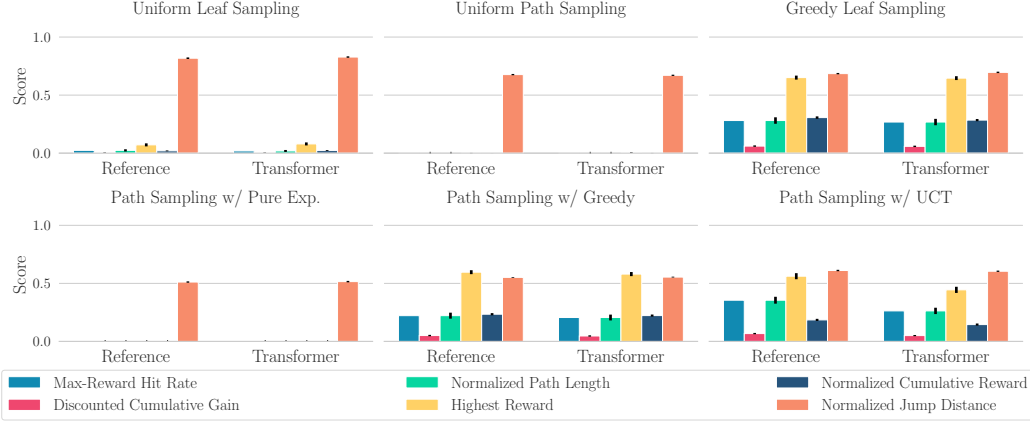 Uniform Leaf Sampling
Uniform Path Sampling
Greedy Leaf Sampling
Score
1.0
0.5
0.0
Reference
Transformer
Reference
Transformer
Reference
Transformer
Path Sampling w/ Pure Exp.
Path Sampling w/ Greedy
Path Sampling w/ UCT
Score
1.0
0.5
0.0
Reference
Transformer
Reference
Transformer
Reference
Transformer
Max-Reward Hit Rate
Discounted Cumulative Gain
Normalized Path Length
Highest Reward
Normalized Cumulative Reward
Normalized Jump Distance